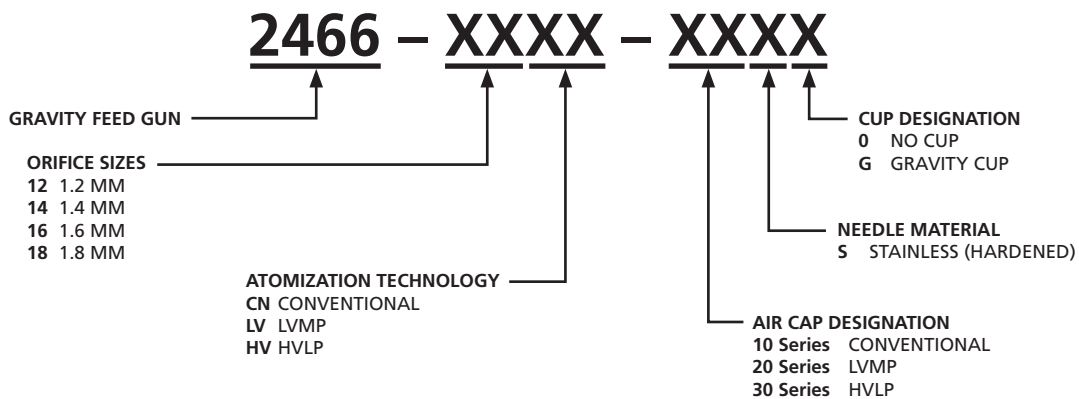 2466 – XXXX – XXXX
GRAVITY FEED GUN
ORIFICE SIZES
12 1.2 MM
14 1.4 MM
16 1.6 MM
18 1.8 MM
ATOMIZATION TECHNOLOGY
CN CONVENTIONAL
LV LVMP
HV HVLP
CUP DESIGNATION
0 NO CUP
G GRAVITY CUP
NEEDLE MATERIAL
S STAINLESS (HARDENED)
AIR CAP DESIGNATION
10 Series CONVENTIONAL
20 Series LVMP
30 Series HVLP